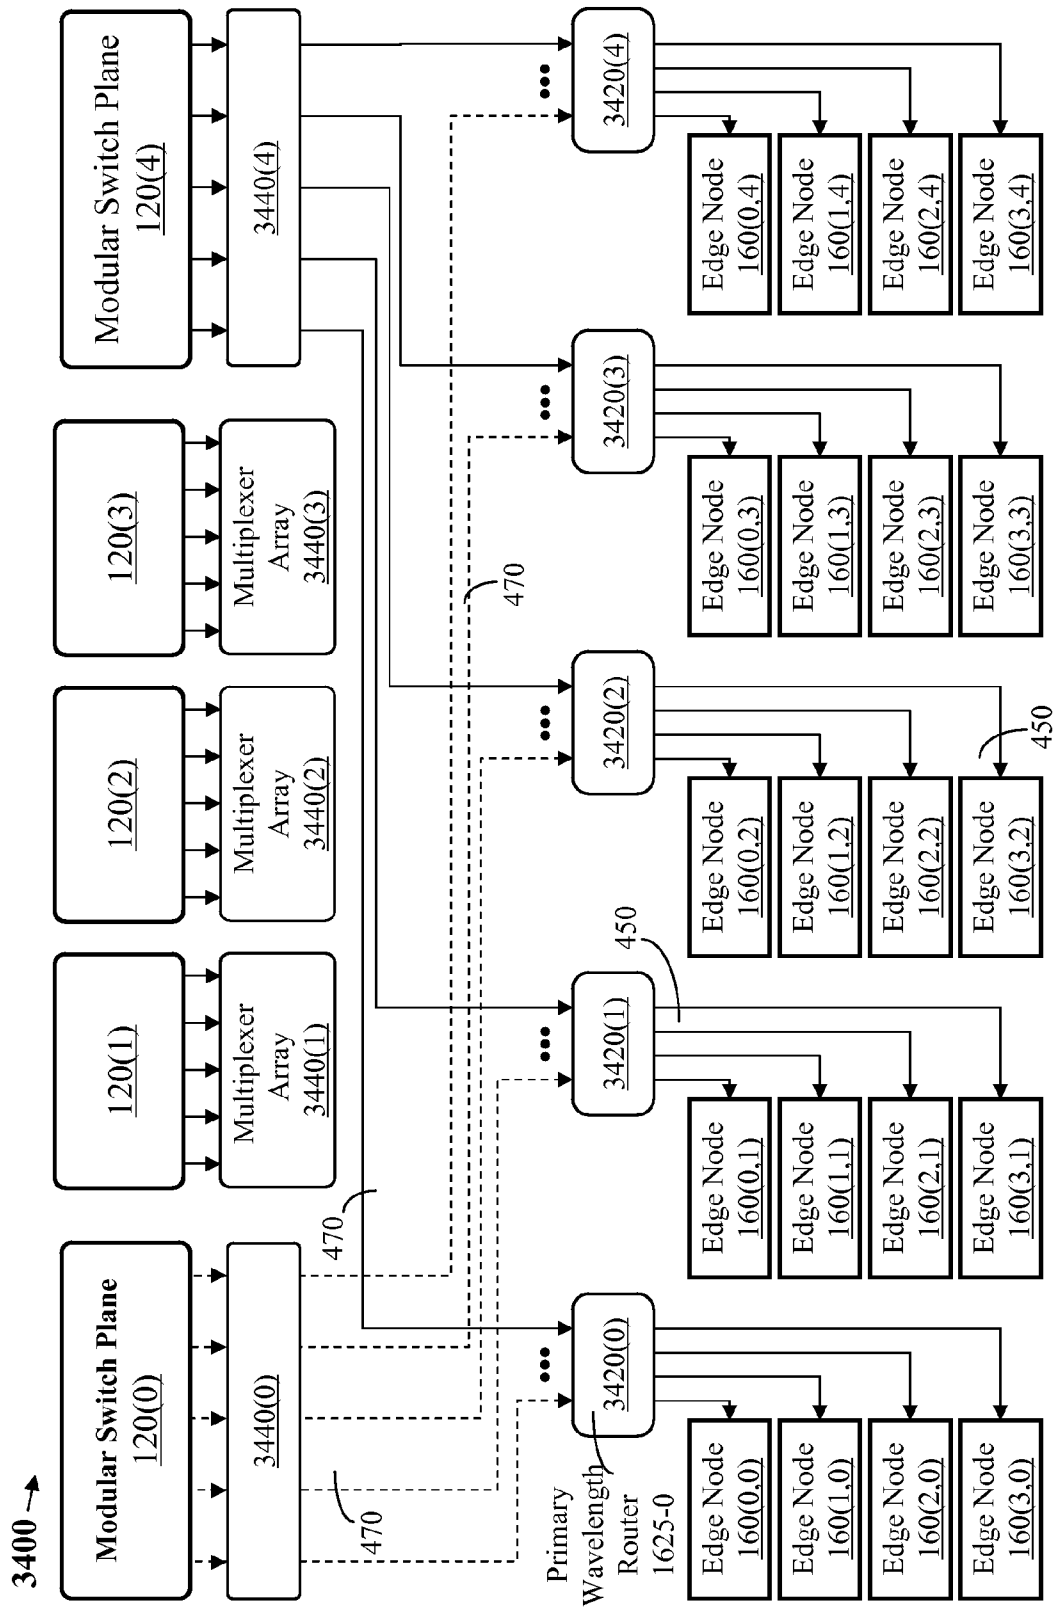 3400
Modular Switch Plane
120(0)
120(1)
120(2)
120(3)
Modular Switch Plane
120(4)
3440(0)
Multiplexer
Array
3440(1)
Multiplexer
Array
3440(2)
Multiplexer
Array
3440(3)
3440(4)
470
470
470
Primary
Wavelength
Router
1625-0
3420(0)
3420(1)
3420(2)
3420(3)
3420(4)
450
450
Edge Node
160(0,0)
Edge Node
160(1,0)
Edge Node
160(2,0)
Edge Node
160(3,0)
Edge Node
160(0,1)
Edge Node
160(1,1)
Edge Node
160(2,1)
Edge Node
160(3,1)
Edge Node
160(0,2)
Edge Node
160(1,2)
Edge Node
160(2,2)
Edge Node
160(3,2)
Edge Node
160(0,3)
Edge Node
160(1,3)
Edge Node
160(2,3)
Edge Node
160(3,3)
Edge Node
160(0,4)
Edge Node
160(1,4)
Edge Node
160(2,4)
Edge Node
160(3,4)